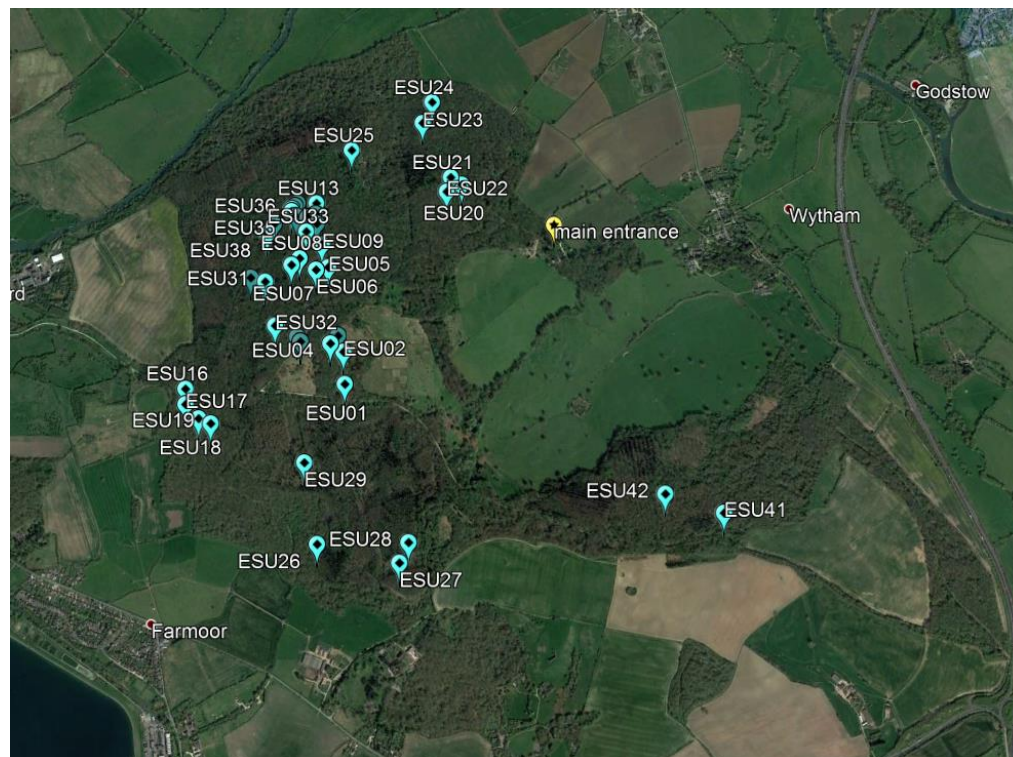 ESU24
Godstow
ESU23
ESU25
ESU21
ESU13
ESU22
ESU36
ESU20
ESU33
Wytham
ESU35
main entrance
ESU08
ESU09
ESU38
ESU05
ESU31
ESU06
ESU07
rd
ESU32
ESU04
ESU02
ESU16
ESU17
ESU01
ESU19
ESU18
ESU29
ESU42
ESU41
ESU28
ESU26
ESU27
Farmoor